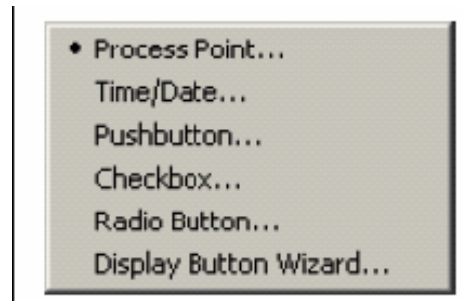 • Process Point...
Time/Date...
Pushbutton...
Checkbox...
Radio Button...
Display Button Wizard...